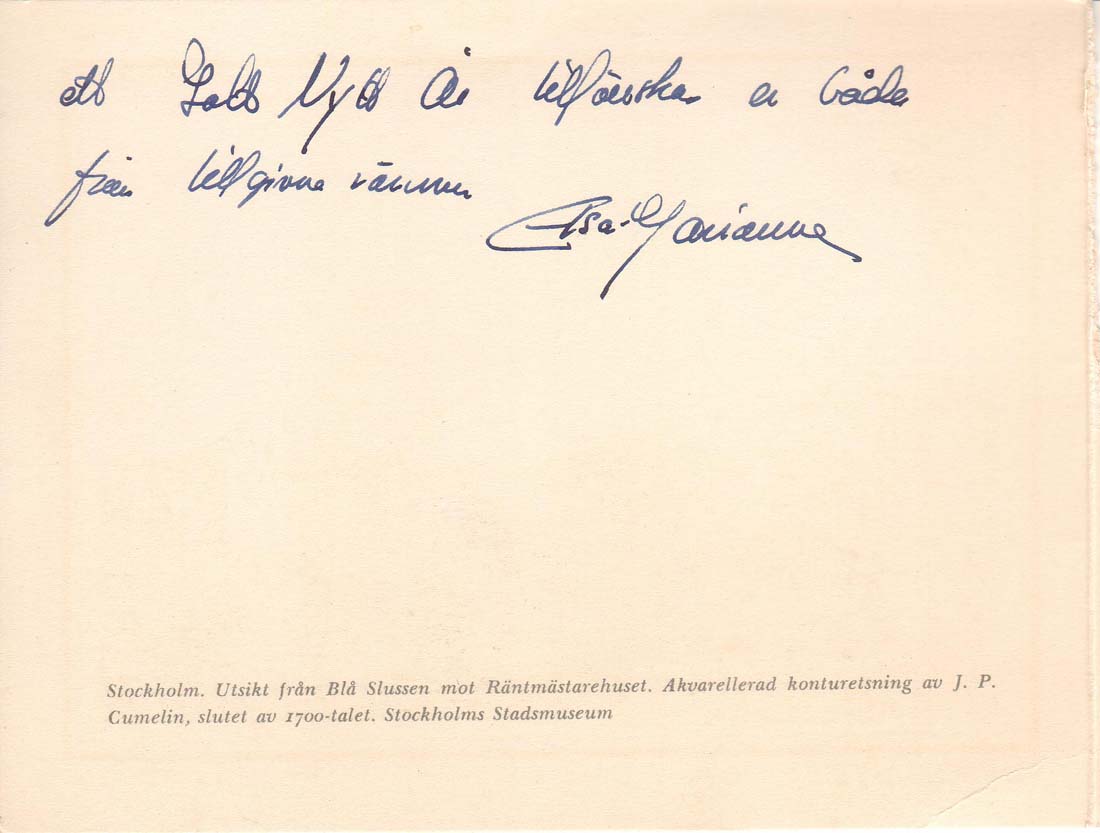 ett Gott Nytt År tillönskas er båda
från tillgivna vännen
Elsa-Marianne
Stockholm. Utsikt från Blå Slussen mot Räntmästarehuset. Akvarellerad konturetsning av J. P.
Cumelin, slutet av 1700-talet. Stockholms Stadsmuseum